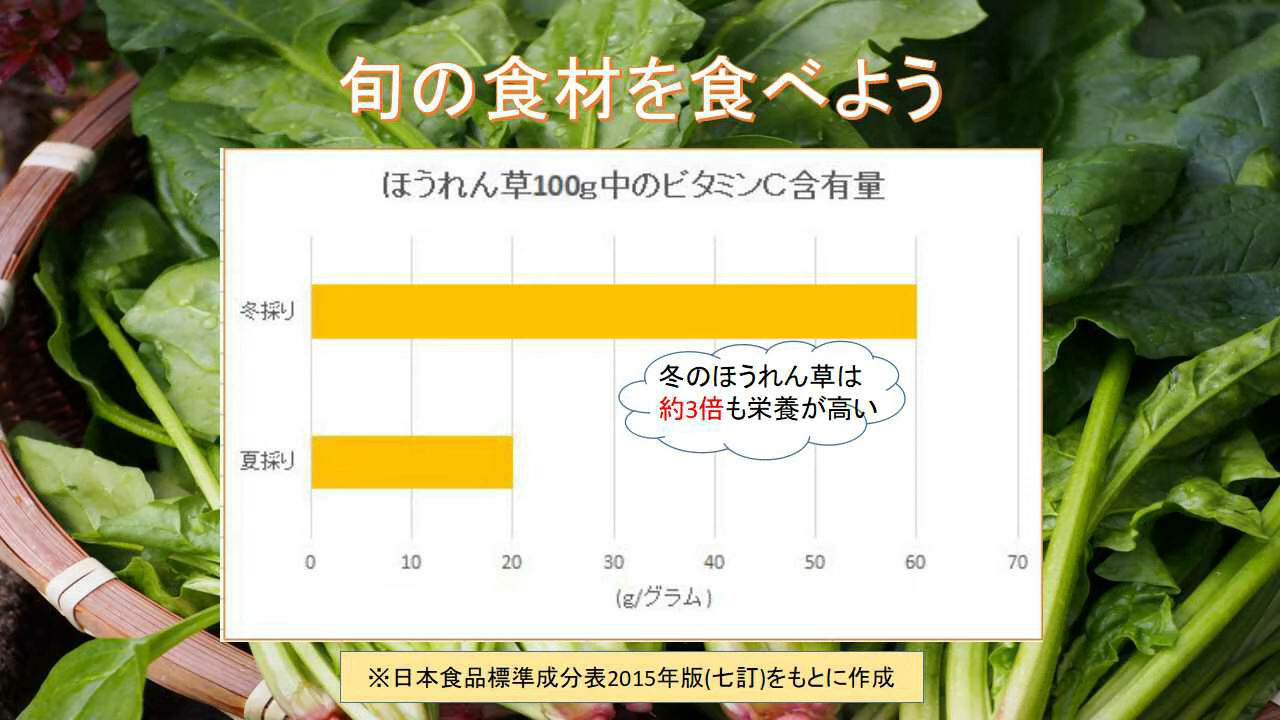 旬の食材を食べよう
ほうれん草100g中のビタミンC含有量
冬採り
冬のほうれん草は
約3倍も栄養が高い
夏採り
0 10 20 30 40 50 60 70
(g/グラム)
※日本食品標準成分表2015年版(七訂)をもとに作成